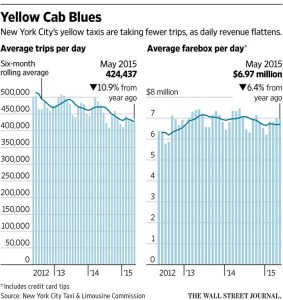 Yellow Cab Blues
New York City's yellow taxis are taking fewer trips, as daily revenue flattens.
Average trips per day
Six-month
rolling average
May 2015
424,437
▼10.9% from
year ago
500,000
450,000
400,000
350,000
300,000
250,000
200,000
150,000
100,000
50,000
0
2012 '13 '14 '15
Average farebox per day*
May 2015
$6.97 million
▼6.4% from
year ago
$8 million
7
6
5
4
3
2
1
0
2012 '13 '14 '15
*Includes credit card tips
Source: New York City Taxi & Limousine Commission
THE WALL STREET JOURNAL.